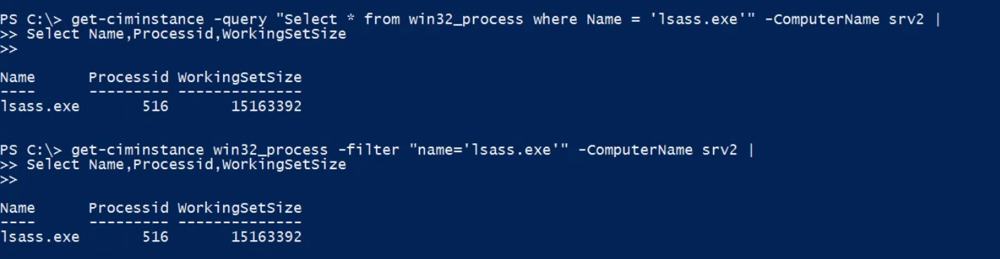 PS C:\> get-ciminstance -query "Select * from win32_process where Name = 'lsass.exe'" -ComputerName srv2 |
>> Select Name,Processid,WorkingSetSize
>>
Name      Processid WorkingSetSize
----      --------- --------------
lsass.exe       516       15163392
PS C:\> get-ciminstance win32_process -filter "name='lsass.exe'" -ComputerName srv2 |
>> Select Name,Processid,WorkingSetSize
>>
Name      Processid WorkingSetSize
----      --------- --------------
lsass.exe       516       15163392